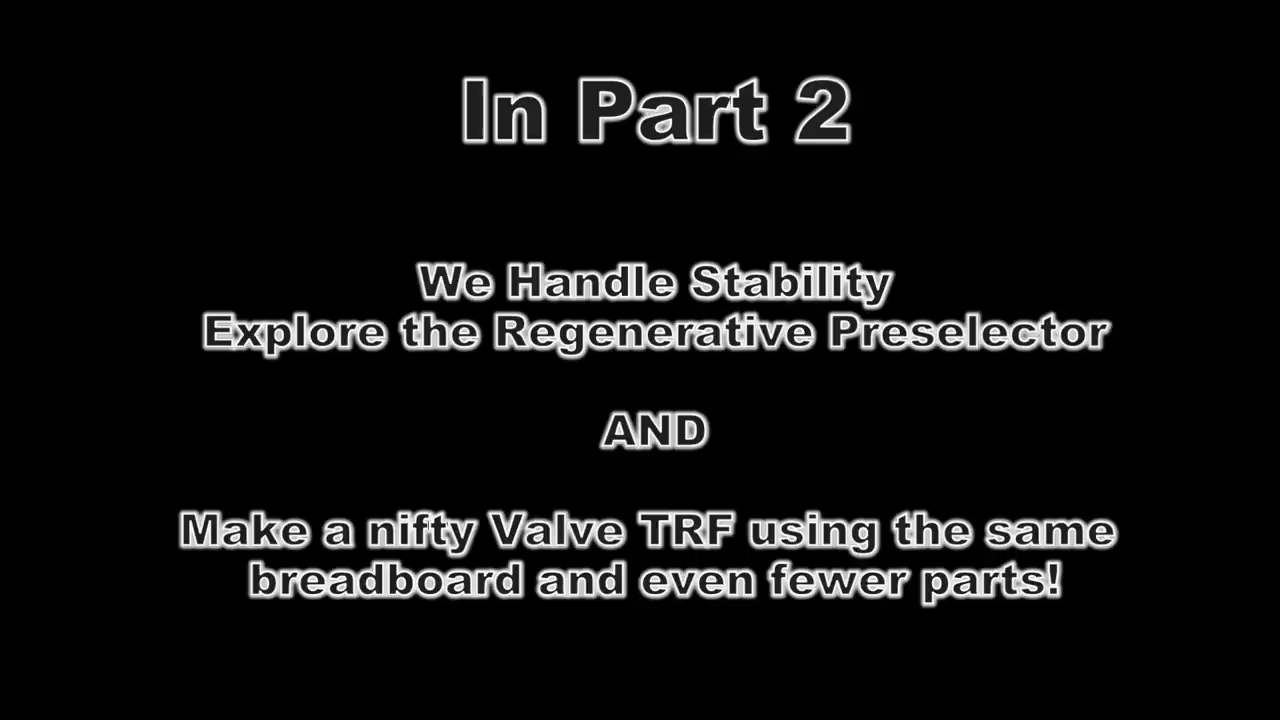 In Part 2
We Handle Stability
Explore the Regenerative Preselector
AND
Make a nifty Valve TRF using the same
breadboard and even fewer parts!